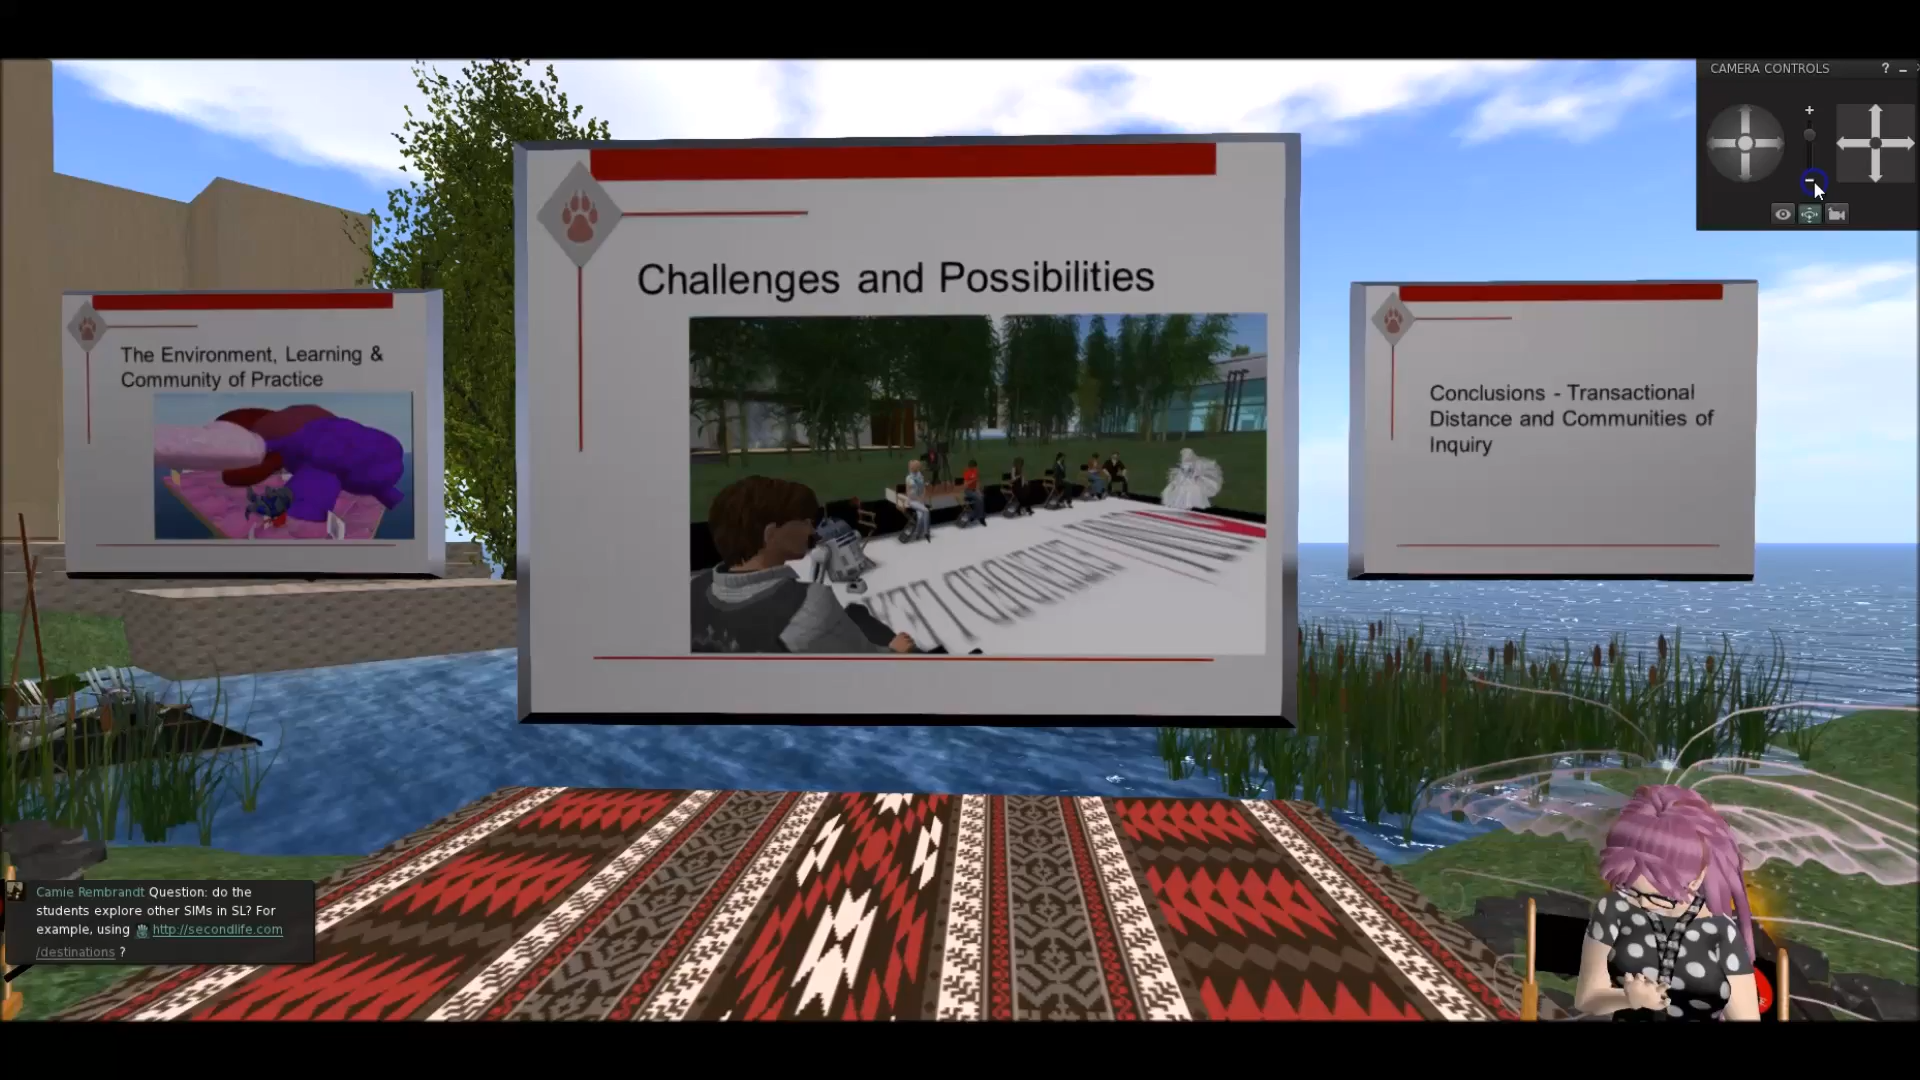 CAMERA CONTROLS
Challenges and Possibilities
The Environment, Learning &
Community of Practice
Conclusions - Transactional
Distance and Communities of
Inquiry
Camie Rembrandt Question: do the
students explore other SIMs in SL? For
example, using http://secondlife.com
/destinations ?